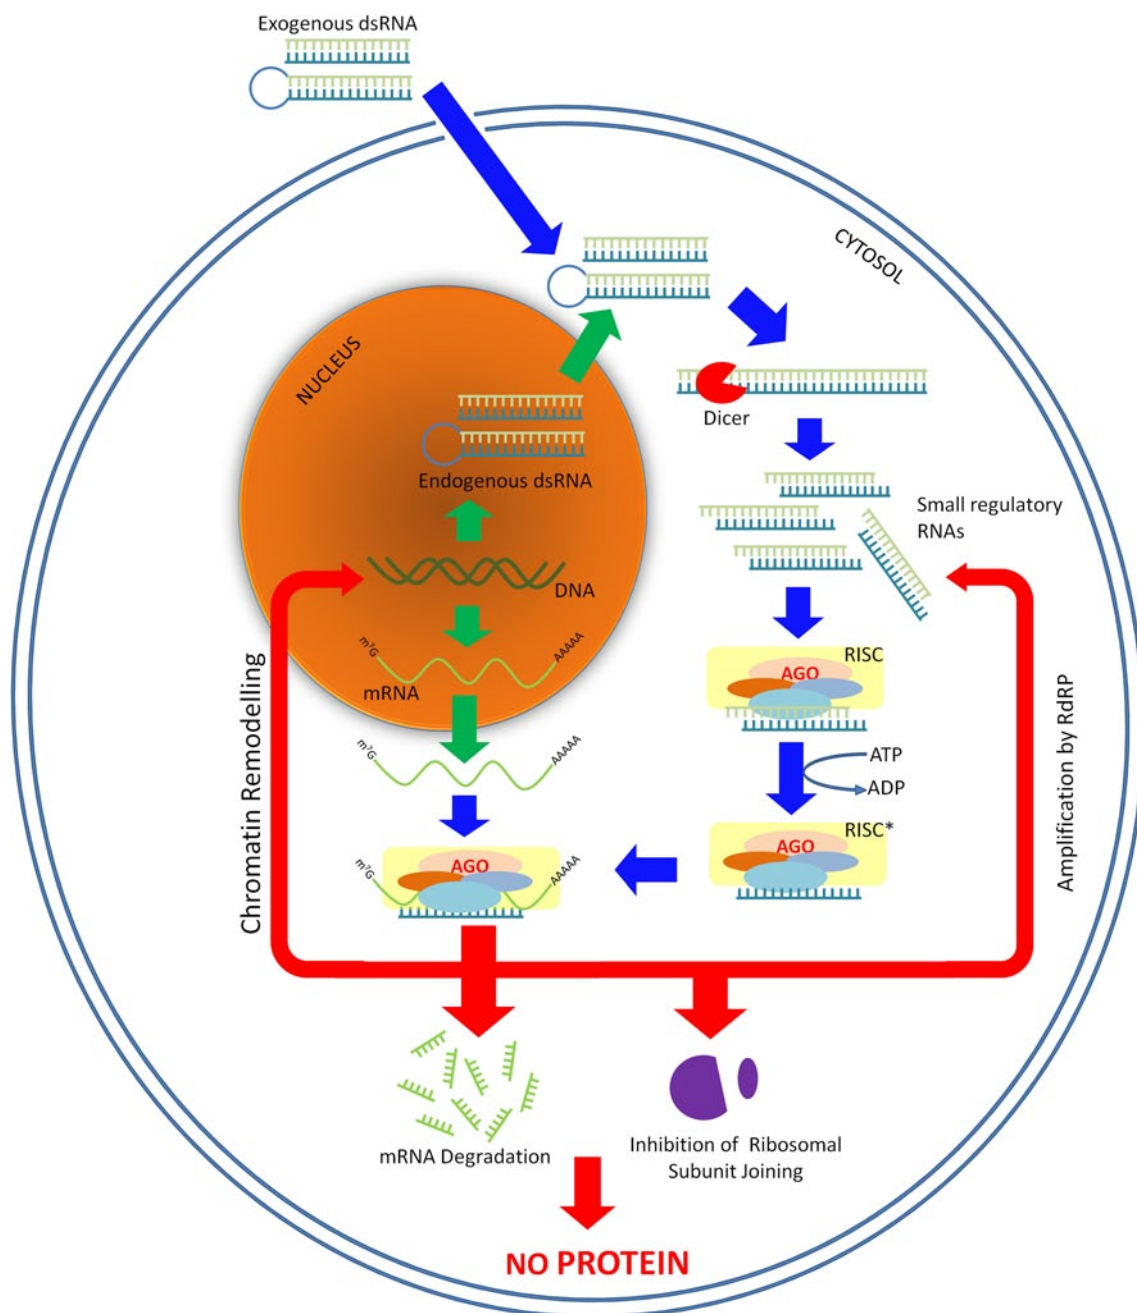 Exogenous dsRNA
CYTOSOL
NUCLEUS
Dicer
Endogenous dsRNA
Small regulatory
RNAs
DNA
m⁷G
AAAAA
mRNA
RISC
AGO
m⁷G
AAAAA
ATP
ADP
RISC*
AGO
m⁷G
AGO
AAAAA
Chromatin Remodelling
Amplification by RdRP
mRNA Degradation
Inhibition of Ribosomal
Subunit Joining
NO PROTEIN